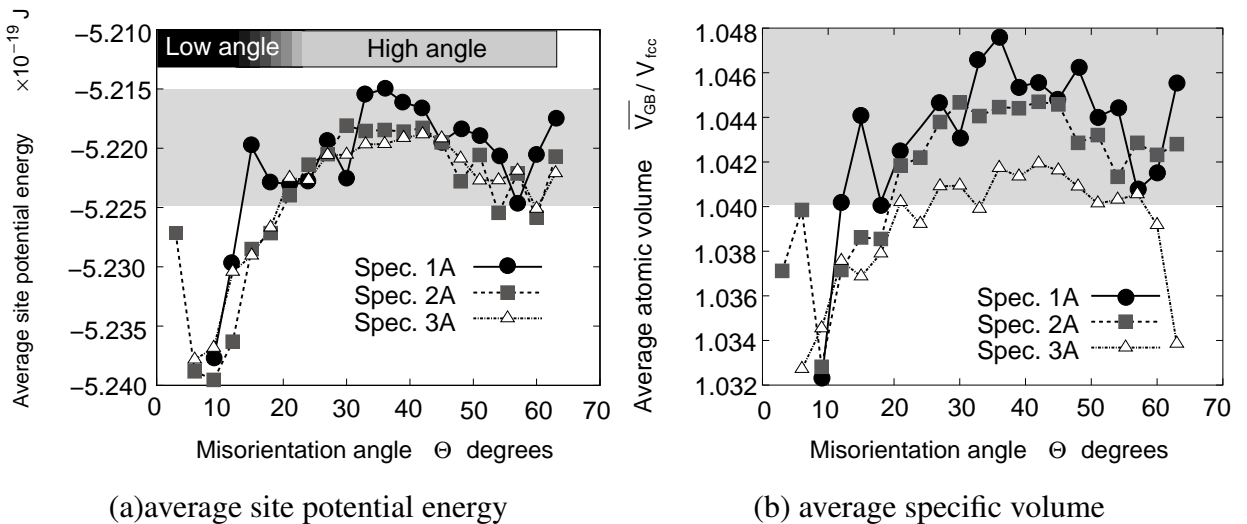 Average site potential energy ×10⁻¹⁹ J
−5.210
−5.215
−5.220
−5.225
−5.230
−5.235
−5.240
Low angle
High angle
Spec. 1A
Spec. 2A
Spec. 3A
0 10 20 30 40 50 60 70
Misorientation angle Θ degrees
(a)average site potential energy
Average atomic volume V̅G̅B̅ / Vfcc
1.048
1.046
1.044
1.042
1.040
1.038
1.036
1.034
1.032
Spec. 1A
Spec. 2A
Spec. 3A
0 10 20 30 40 50 60 70
Misorientation angle Θ degrees
(b) average specific volume